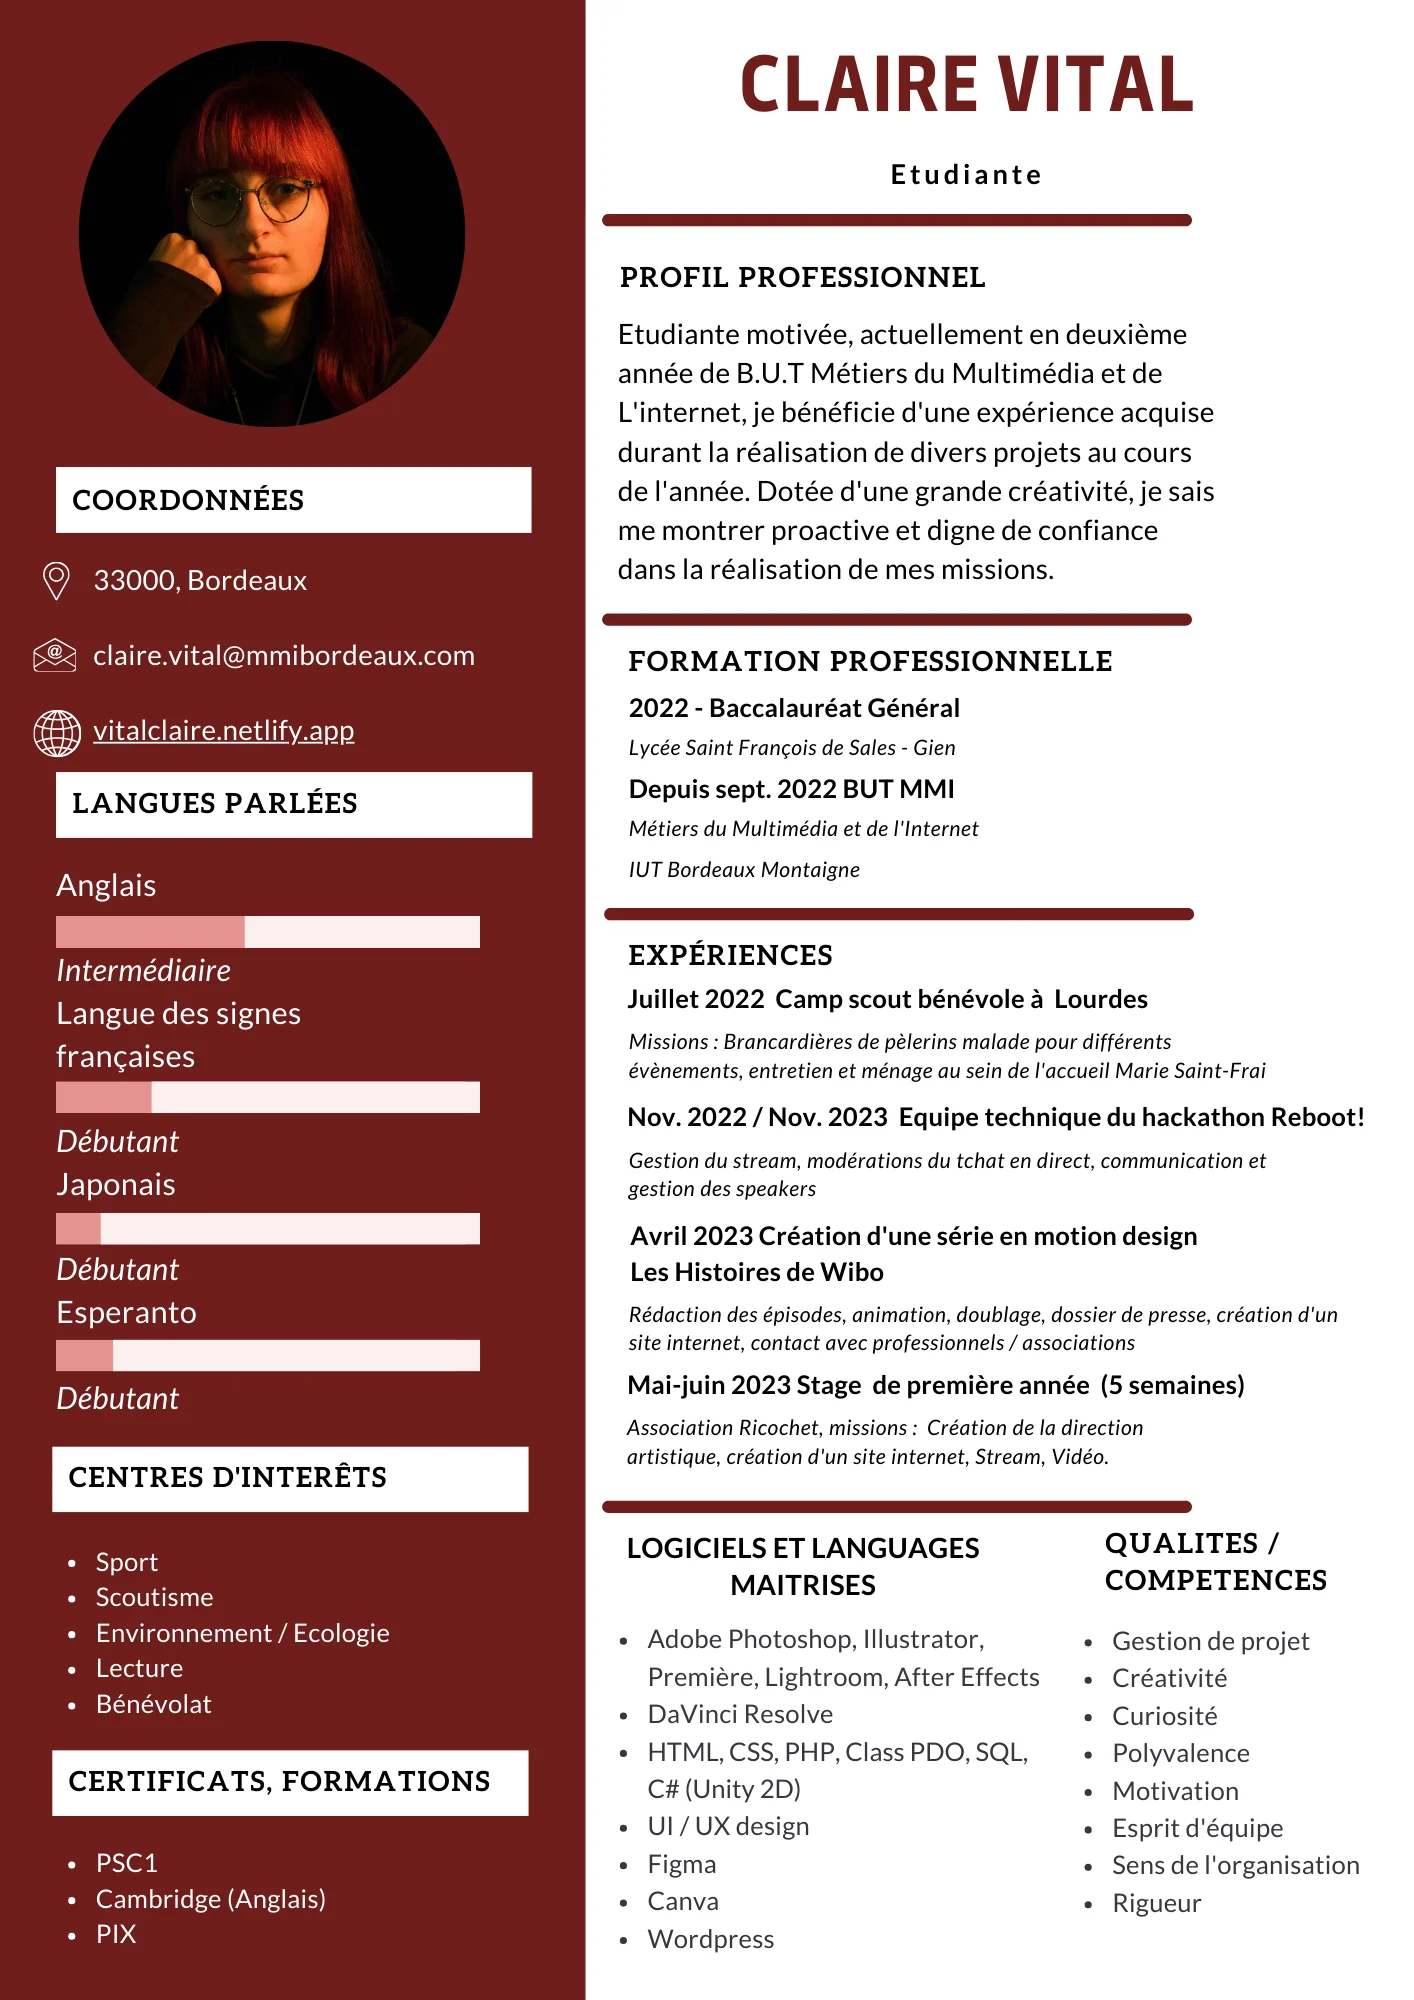 CLAIRE VITAL
Etudiante
COORDONNÉES
33000, Bordeaux
claire.vital@mmibordeaux.com
vitalclaire.netlify.app
LANGUES PARLÉES
Anglais
Intermédiaire
Langue des signes
françaises
Débutant
Japonais
Débutant
Esperanto
Débutant
CENTRES D'INTERÊTS
• Sport
• Scoutisme
• Environnement / Ecologie
• Lecture
• Bénévolat
CERTIFICATS, FORMATIONS
• PSC1
• Cambridge (Anglais)
• PIX
PROFIL PROFESSIONNEL
Etudiante motivée, actuellement en deuxième
année de B.U.T Métiers du Multimédia et de
L'internet, je bénéficie d'une expérience acquise
durant la réalisation de divers projets au cours
de l'année. Dotée d'une grande créativité, je sais
me montrer proactive et digne de confiance
dans la réalisation de mes missions.
FORMATION PROFESSIONNELLE
2022 - Baccalauréat Général
Lycée Saint François de Sales - Gien
Depuis sept. 2022 BUT MMI
Métiers du Multimédia et de l'Internet
IUT Bordeaux Montaigne
EXPÉRIENCES
Juillet 2022 Camp scout bénévole à Lourdes
Missions : Brancardières de pèlerins malade pour différents
évènements, entretien et ménage au sein de l'accueil Marie Saint-Frai
Nov. 2022 / Nov. 2023 Equipe technique du hackathon Reboot!
Gestion du stream, modérations du tchat en direct, communication et
gestion des speakers
Avril 2023 Création d'une série en motion design
Les Histoires de Wibo
Rédaction des épisodes, animation, doublage, dossier de presse, création d'un
site internet, contact avec professionnels / associations
Mai-juin 2023 Stage de première année (5 semaines)
Association Ricochet, missions : Création de la direction
artistique, création d'un site internet, Stream, Vidéo.
LOGICIELS ET LANGUAGES
MAITRISES
• Adobe Photoshop, Illustrator,
Première, Lightroom, After Effects
• DaVinci Resolve
• HTML, CSS, PHP, Class PDO, SQL,
C# (Unity 2D)
• UI / UX design
• Figma
• Canva
• Wordpress
QUALITES /
COMPETENCES
• Gestion de projet
• Créativité
• Curiosité
• Polyvalence
• Motivation
• Esprit d'équipe
• Sens de l'organisation
• Rigueur